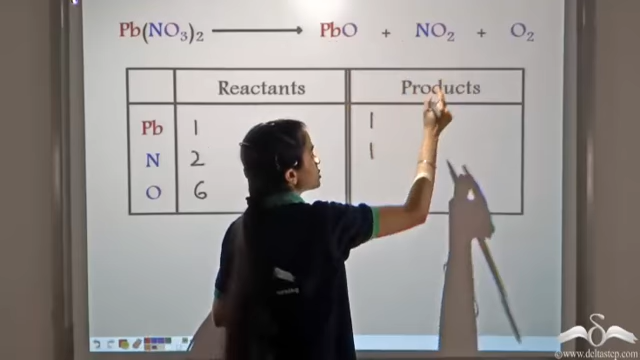 Pb(NO₃)₂ ⟶ PbO + NO₂ + O₂
Reactants Products
Pb 1 1
N 2 1
O 6
©www.deltastep.com